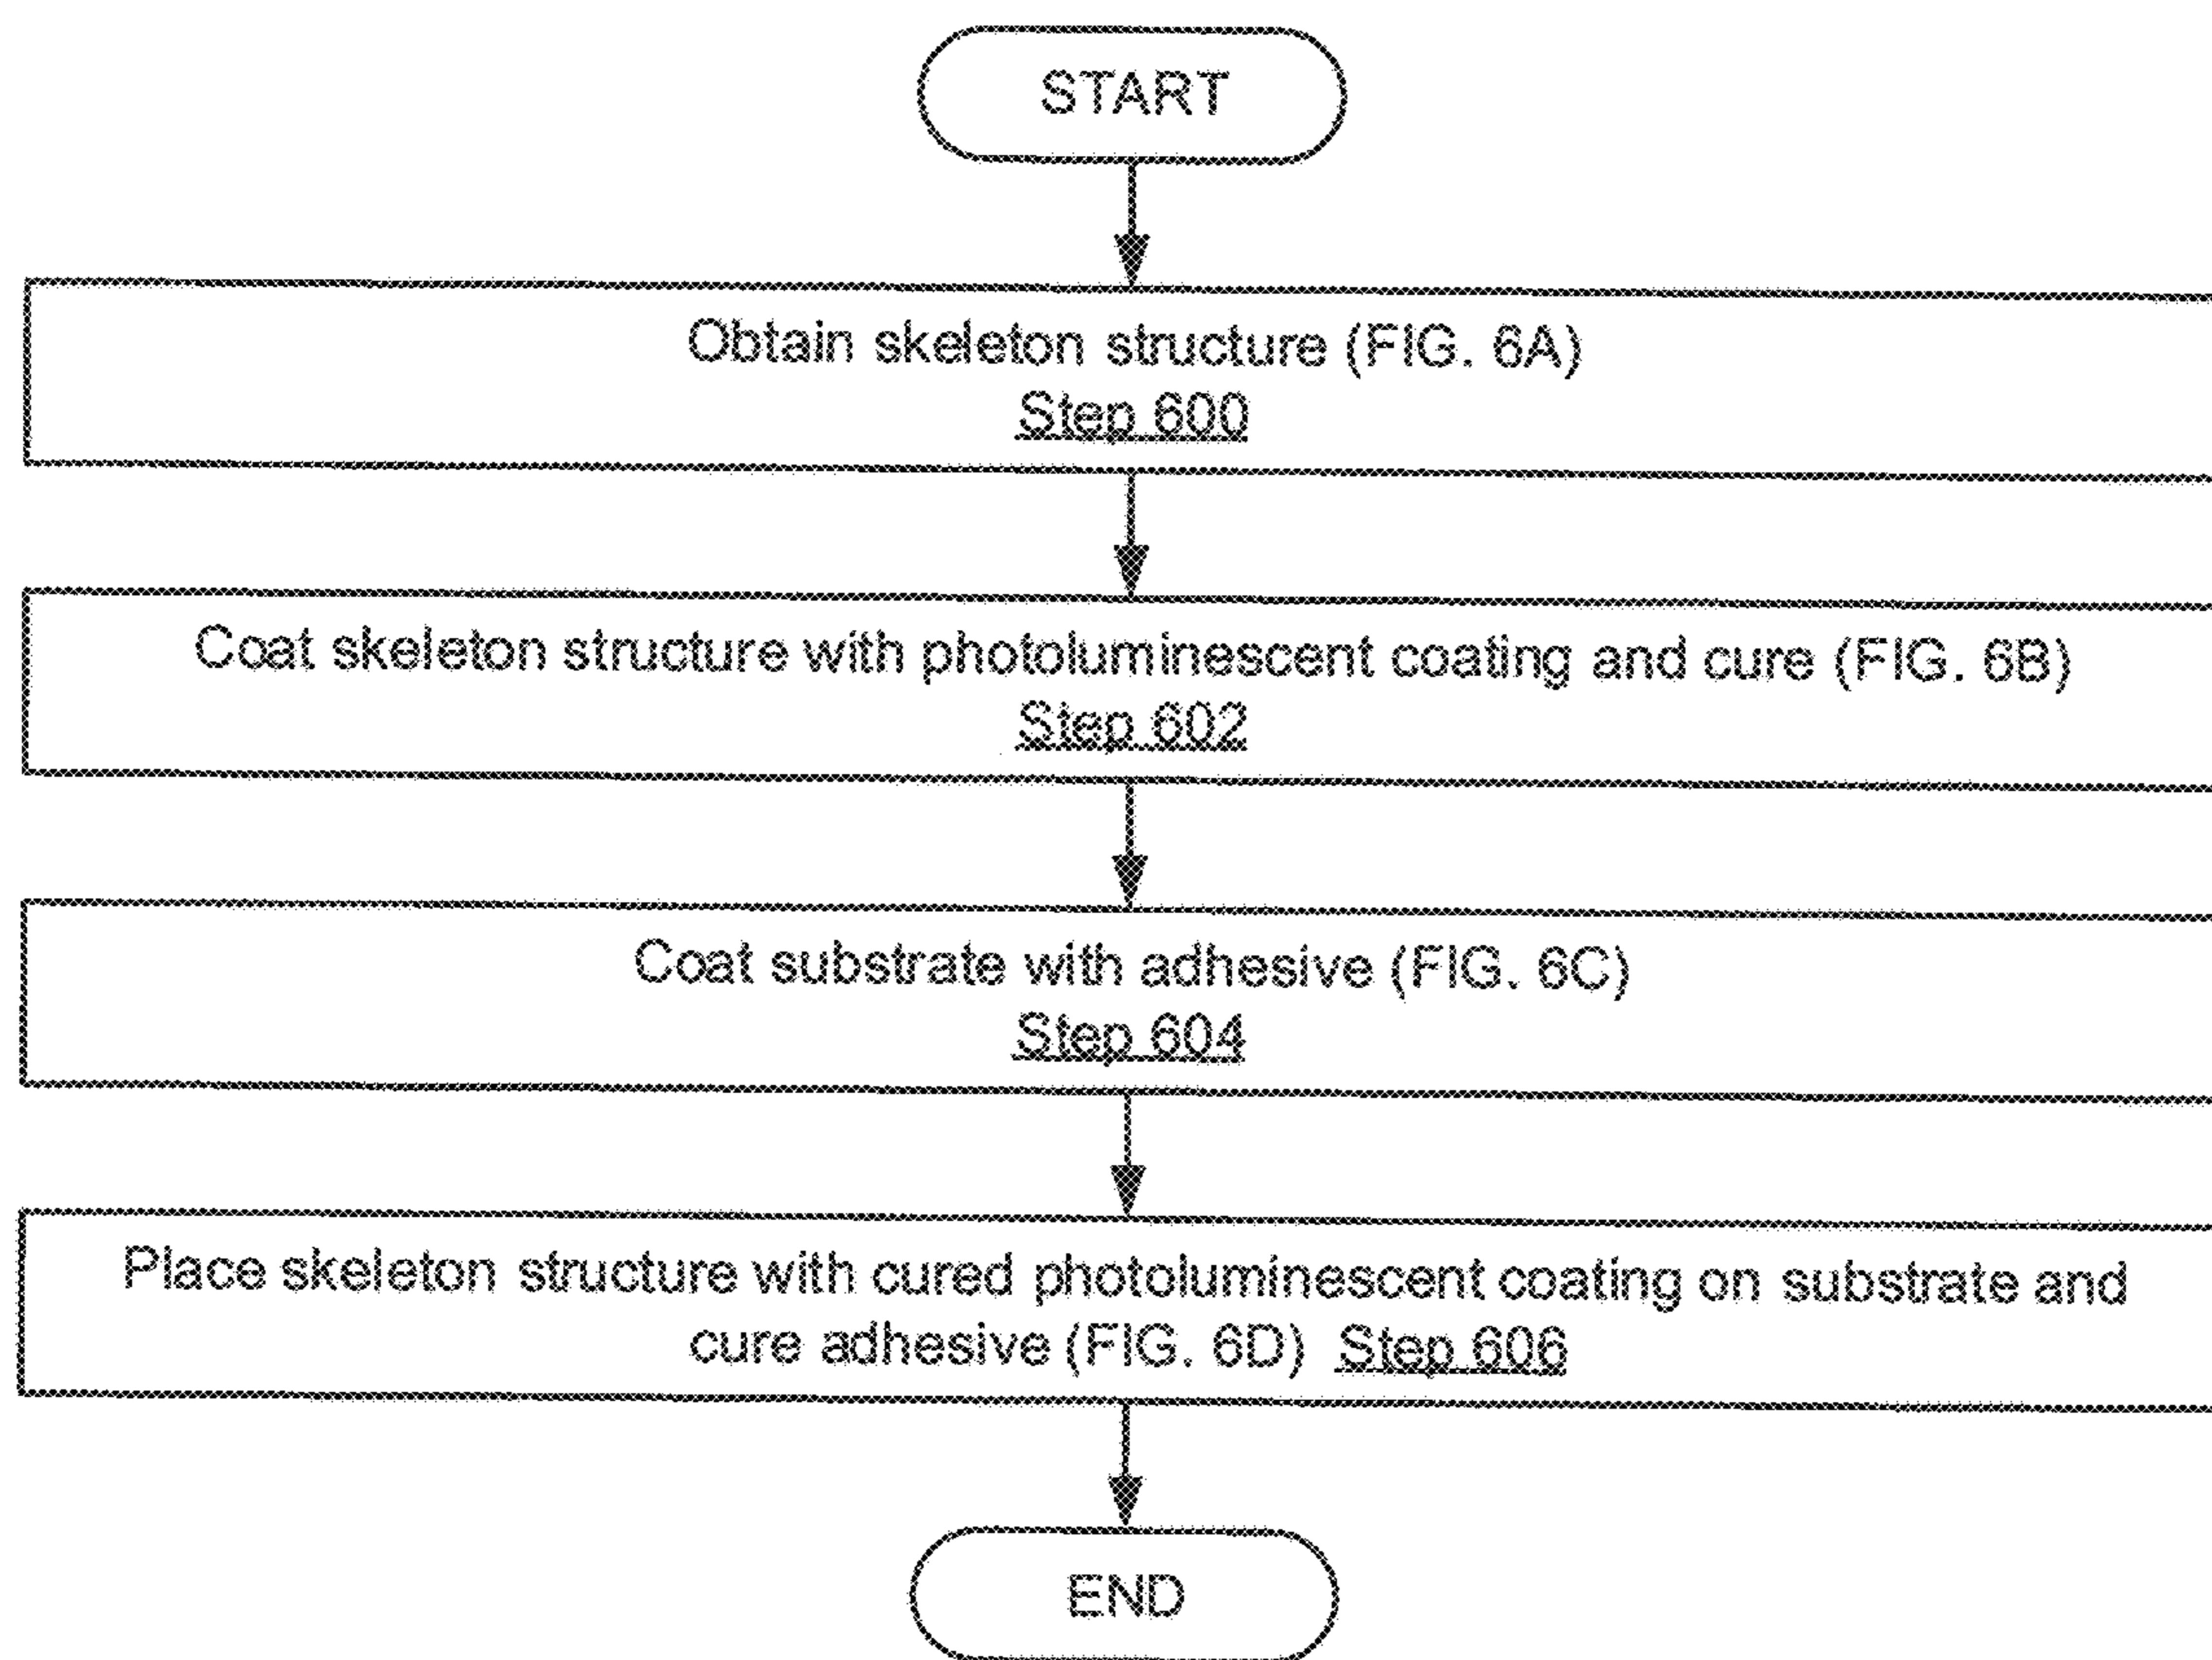 START
Obtain skeleton structure (FIG. 6A)
Step 600
Coat skeleton structure with photoluminescent coating and cure (FIG. 6B)
Step 602
Coat substrate with adhesive (FIG. 6C)
Step 604
Place skeleton structure with cured photoluminescent coating on substrate and
cure adhesive (FIG. 6D) Step 606
END